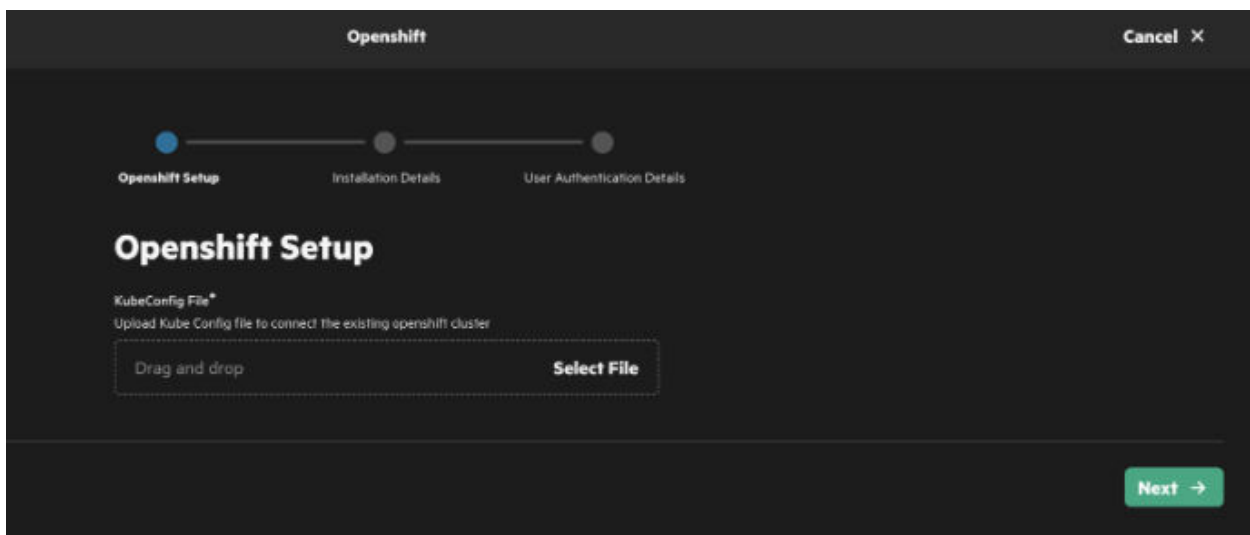 Openshift
Cancel ×
Openshift Setup
Installation Details
User Authentication Details
Openshift Setup
KubeConfig File*
Upload Kube Config file to connect the existing openshift cluster
Drag and drop
Select File
Next →